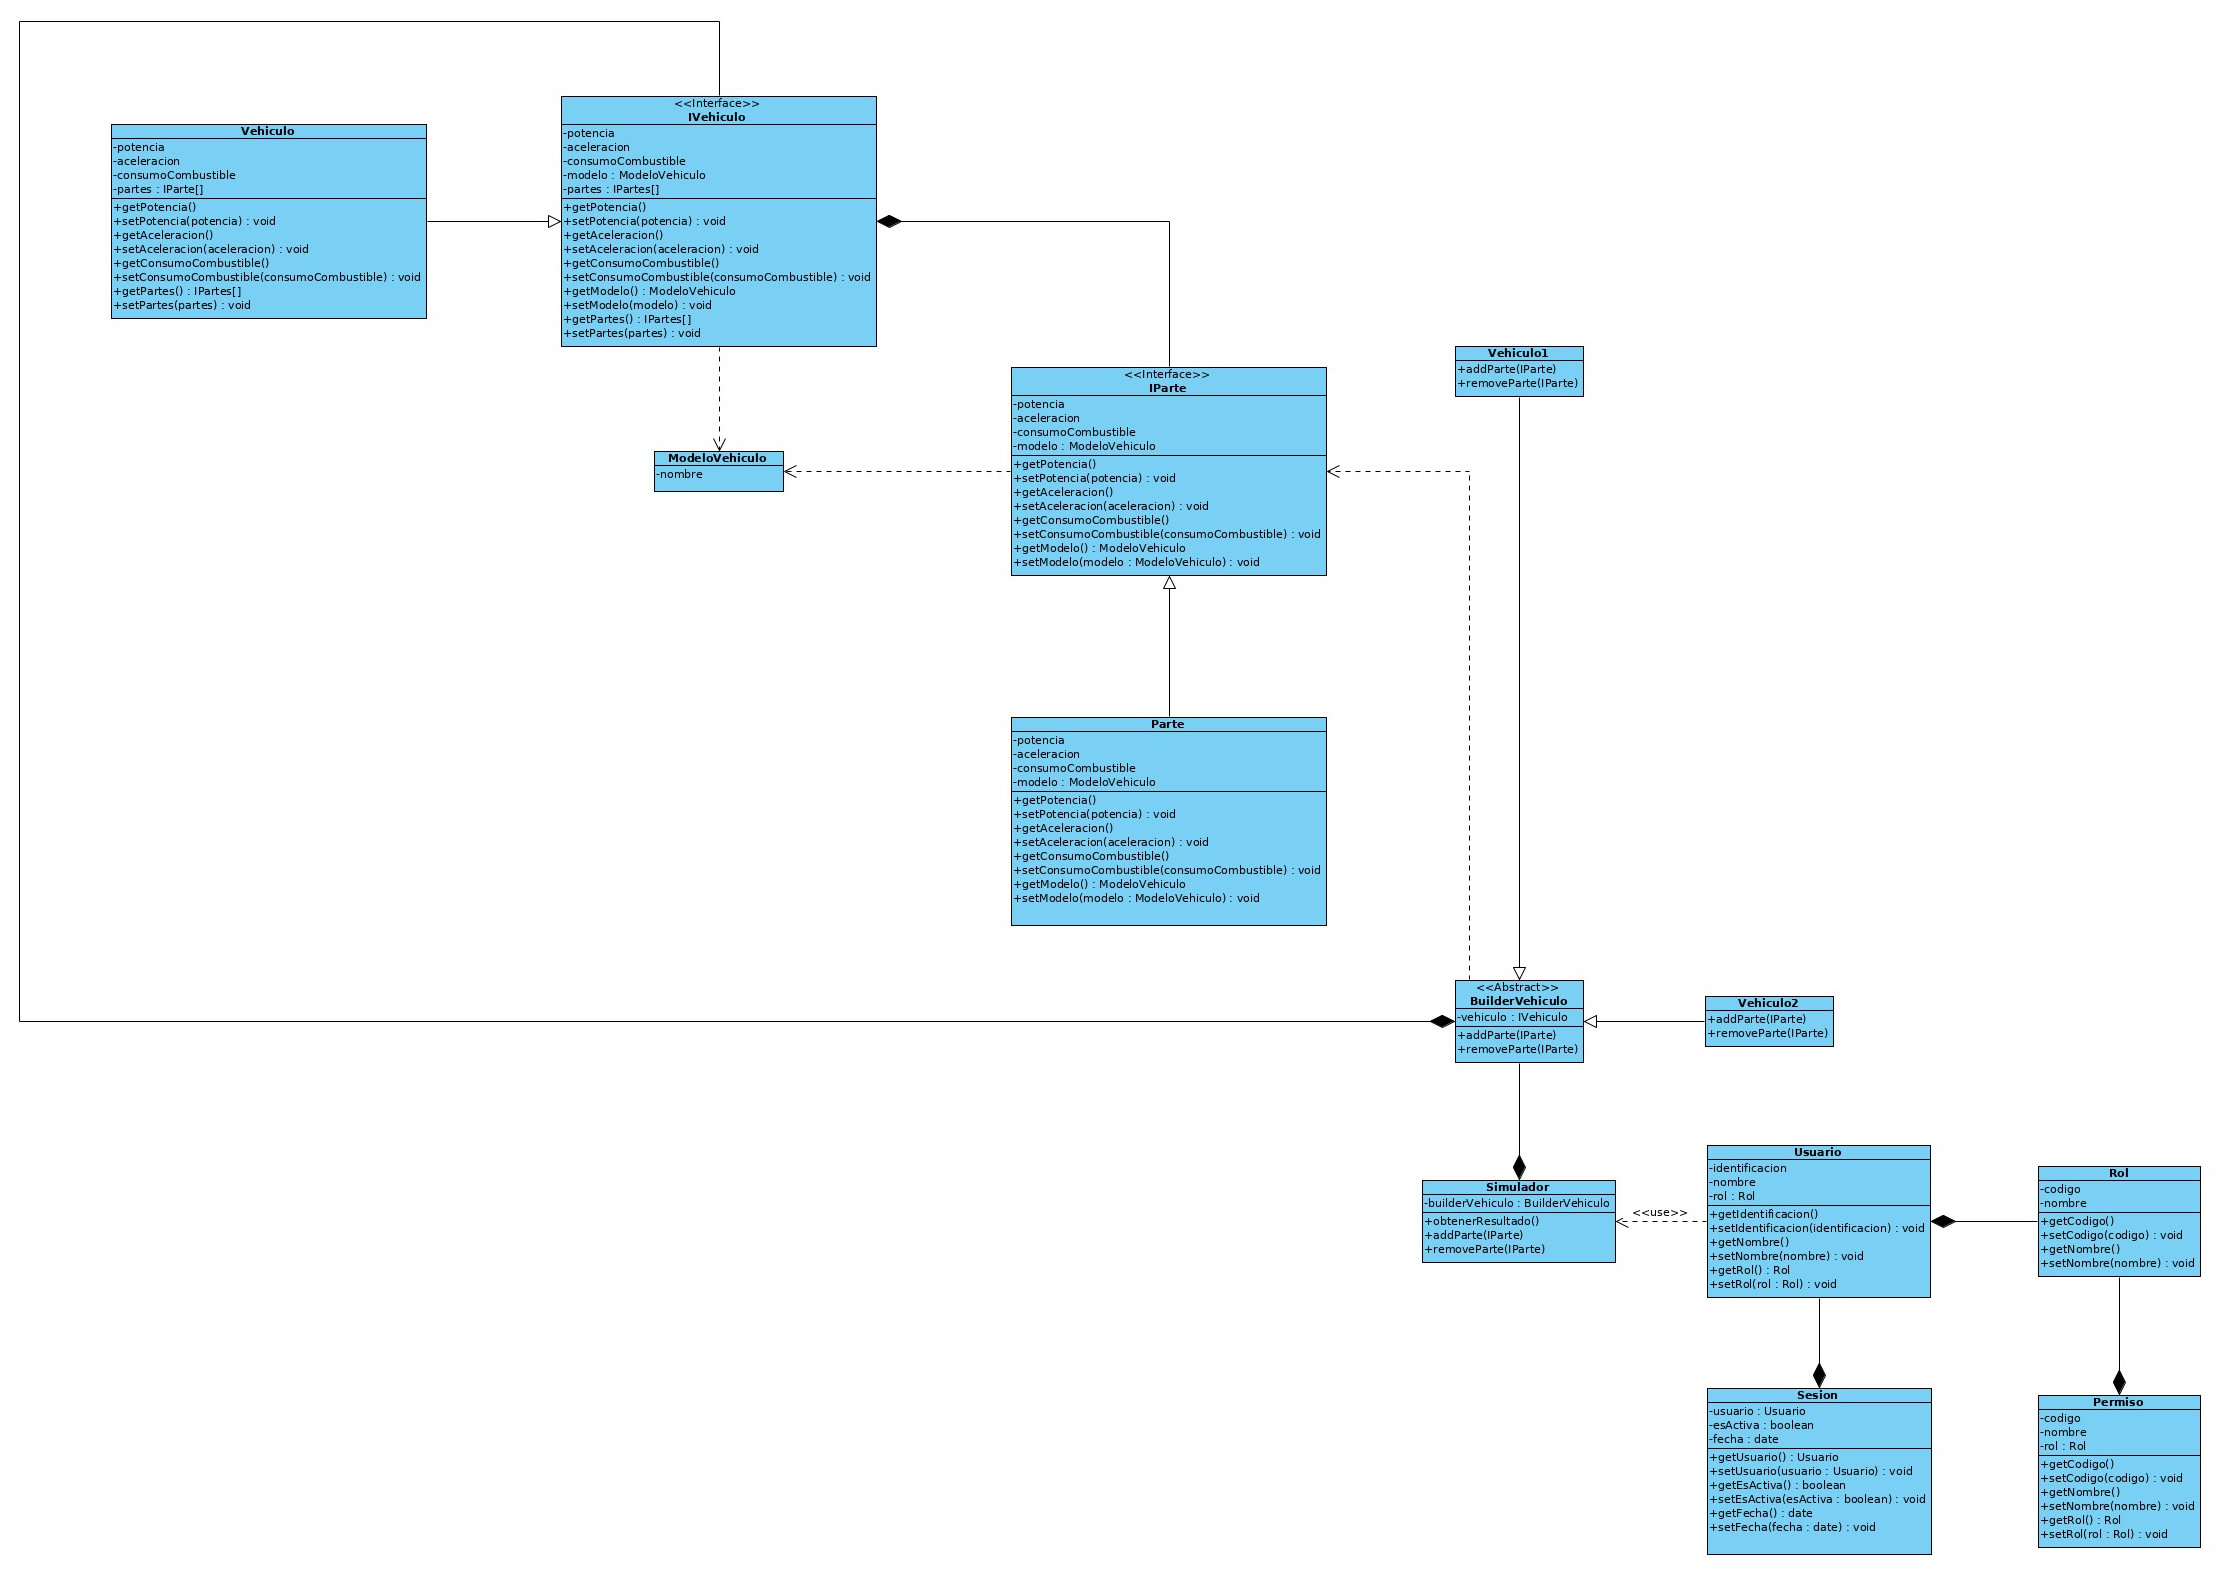 <<Interface>>
IVehiculo
-potencia
-aceleracion
-consumoCombustible
-modelo : ModeloVehiculo
-partes : IPartes[]
+getPotencia()
+setPotencia(potencia) : void
+getAceleracion()
+setAceleracion(aceleracion) : void
+getConsumoCombustible()
+setConsumoCombustible(consumoCombustible) : void
+getModelo() : ModeloVehiculo
+setModelo(modelo) : void
+getPartes() : IPartes[]
+setPartes(partes) : void
Vehiculo
-potencia
-aceleracion
-consumoCombustible
-partes : IParte[]
+getPotencia()
+setPotencia(potencia) : void
+getAceleracion()
+setAceleracion(aceleracion) : void
+getConsumoCombustible()
+setConsumoCombustible(consumoCombustible) : void
+getPartes() : IPartes[]
+setPartes(partes) : void
Vehiculo1
+addParte(IParte)
+removeParte(IParte)
<<Interface>>
IParte
-potencia
-aceleracion
-consumoCombustible
-modelo : ModeloVehiculo
+getPotencia()
+setPotencia(potencia) : void
+getAceleracion()
+setAceleracion(aceleracion) : void
+getConsumoCombustible()
+setConsumoCombustible(consumoCombustible) : void
+getModelo() : ModeloVehiculo
+setModelo(modelo : ModeloVehiculo) : void
ModeloVehiculo
-nombre
Parte
-potencia
-aceleracion
-consumoCombustible
-modelo : ModeloVehiculo
+getPotencia()
+setPotencia(potencia) : void
+getAceleracion()
+setAceleracion(aceleracion) : void
+getConsumoCombustible()
+setConsumoCombustible(consumoCombustible) : void
+getModelo() : ModeloVehiculo
+setModelo(modelo : ModeloVehiculo) : void
<<Abstract>>
BuilderVehiculo
-vehiculo : IVehiculo
+addParte(IParte)
+removeParte(IParte)
Vehiculo2
+addParte(IParte)
+removeParte(IParte)
Simulador
-builderVehiculo : BuilderVehiculo
+obtenerResultado()
+addParte(IParte)
+removeParte(IParte)
<<use>>
Usuario
-identificacion
-nombre
-rol : Rol
+getIdentificacion()
+setIdentificacion(identificacion) : void
+getNombre()
+setNombre(nombre) : void
+getRol() : Rol
+setRol(rol : Rol) : void
Rol
-codigo
-nombre
+getCodigo()
+setCodigo(codigo) : void
+getNombre()
+setNombre(nombre) : void
Sesion
-usuario : Usuario
-esActiva : boolean
-fecha : date
+getUsuario() : Usuario
+setUsuario(usuario : Usuario) : void
+getEsActiva() : boolean
+setEsActiva(esActiva : boolean) : void
+getFecha() : date
+setFecha(fecha : date) : void
Permiso
-codigo
-nombre
-rol : Rol
+getCodigo()
+setCodigo(codigo) : void
+getNombre()
+setNombre(nombre) : void
+getRol() : Rol
+setRol(rol : Rol) : void